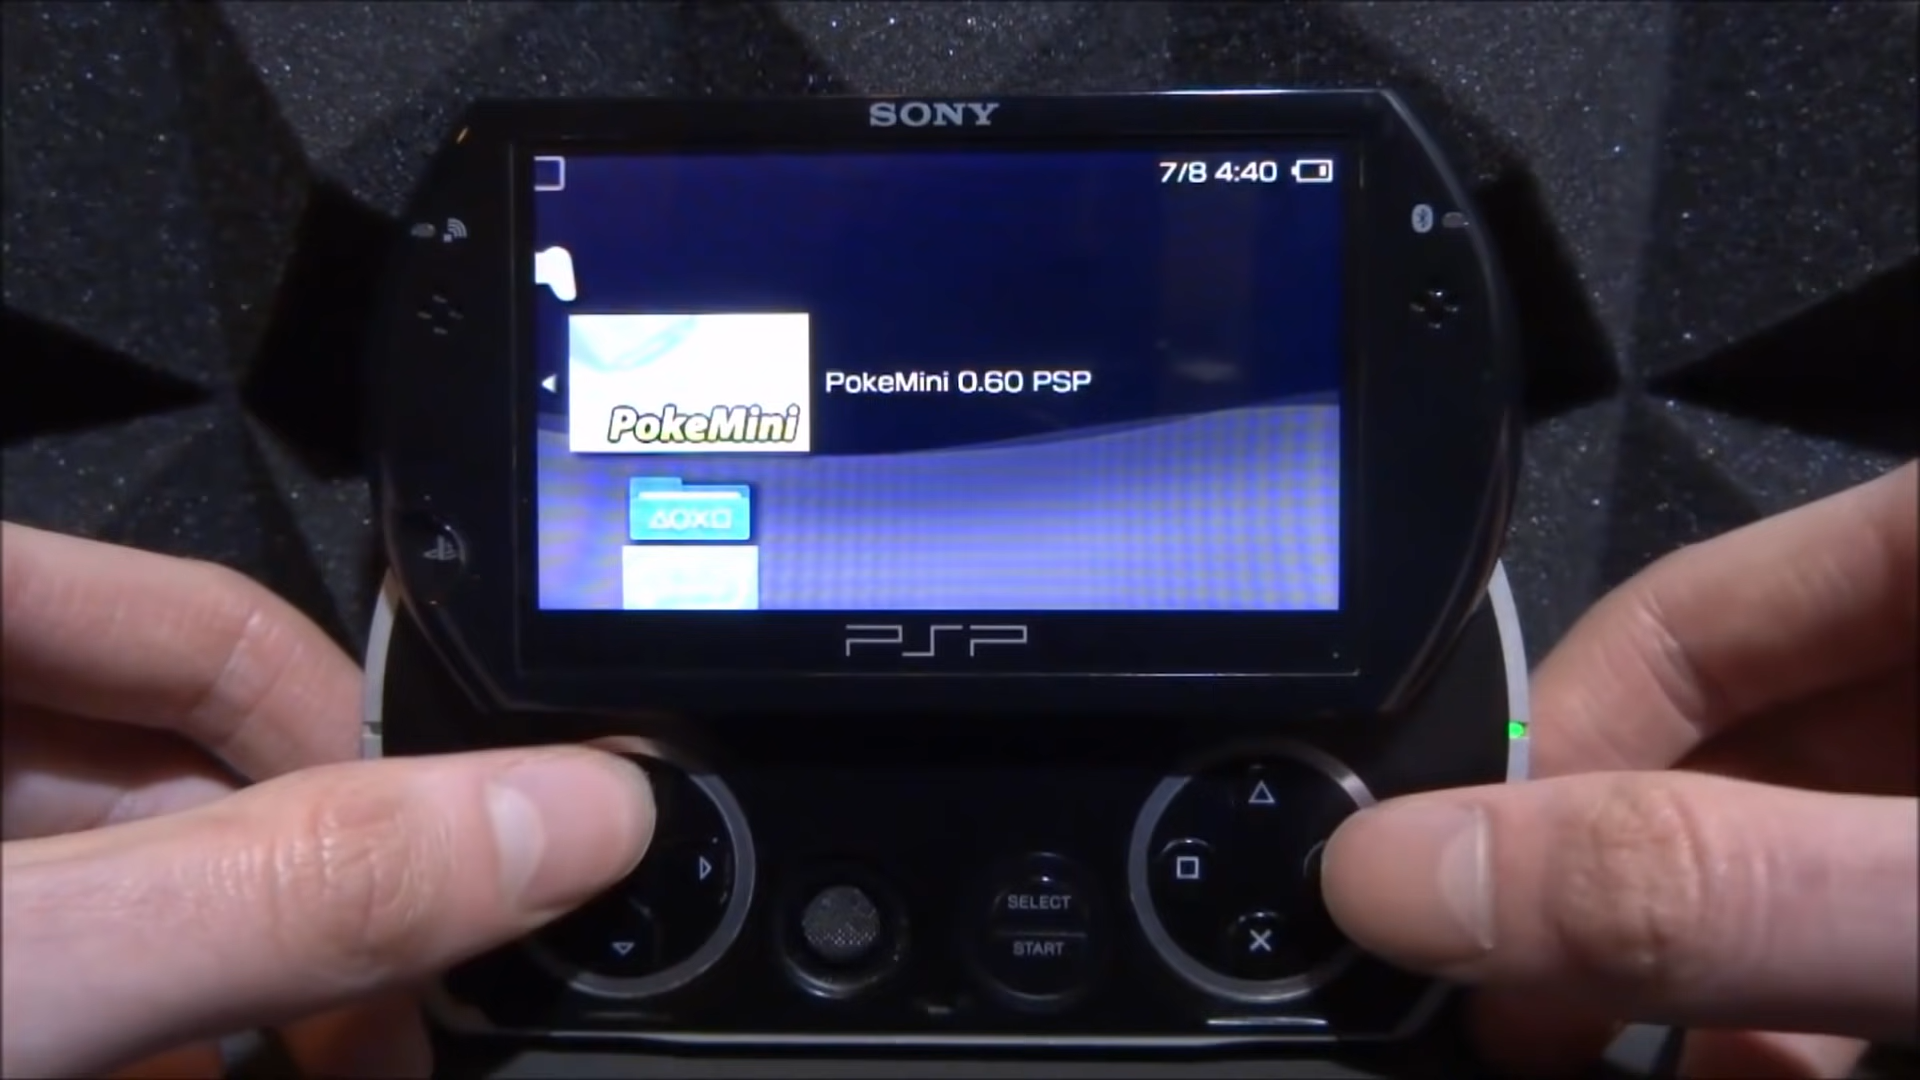 SONY
7/8 4:40
PokeMini 0.60 PSP
PokeMini
PSP
SELECT
START